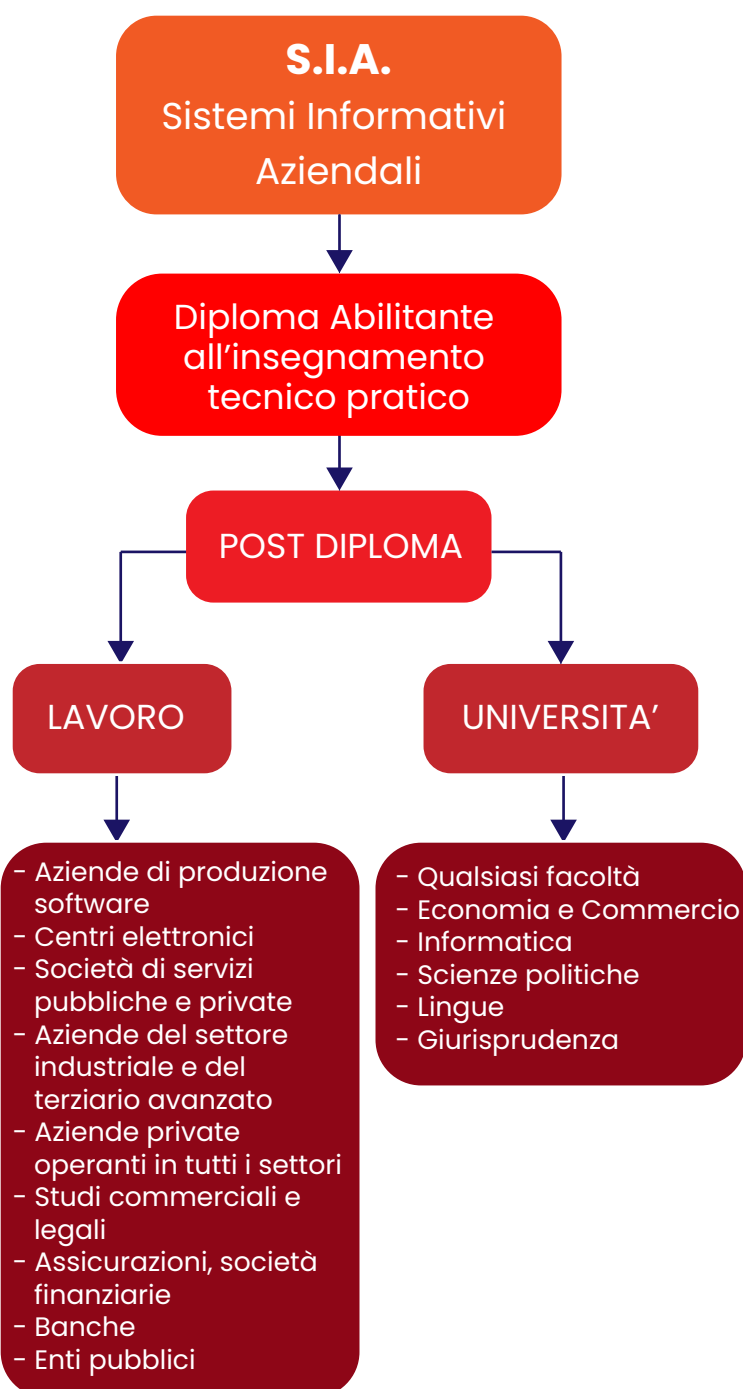 S.I.A.
Sistemi Informativi
Aziendali
Diploma Abilitante
all’insegnamento
tecnico pratico
POST DIPLOMA
LAVORO
UNIVERSITA’
- Aziende di produzione
software
- Centri elettronici
- Società di servizi
pubbliche e private
- Aziende del settore
industriale e del
terziario avanzato
- Aziende private
operanti in tutti i settori
- Studi commerciali e
legali
- Assicurazioni, società
finanziarie
- Banche
- Enti pubblici
- Qualsiasi facoltà
- Economia e Commercio
- Informatica
- Scienze politiche
- Lingue
- Giurisprudenza